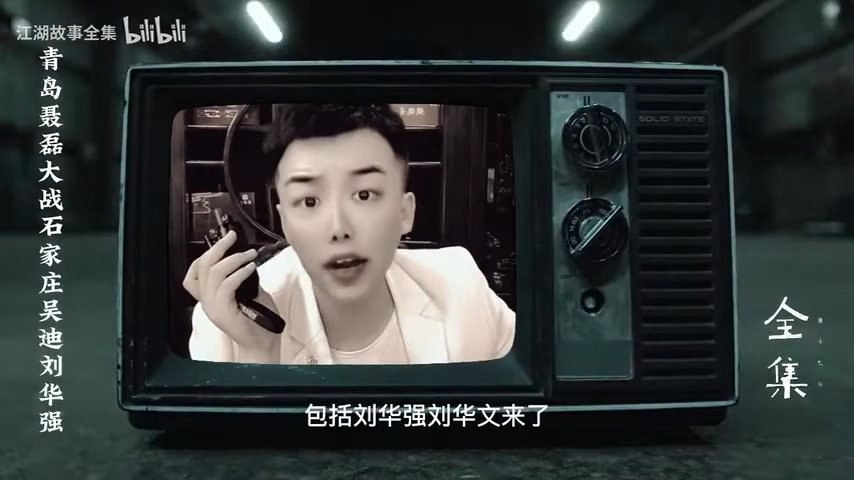 江湖故事全集 bilibili
青岛聂磊大战石家庄吴迪刘华强
SOLID STATE
OFF
全集
包括刘华强刘华文来了